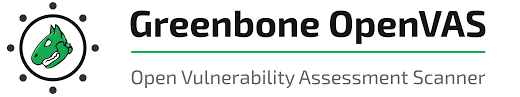 Greenbone OpenVAS
Open Vulnerability Assessment Scanner